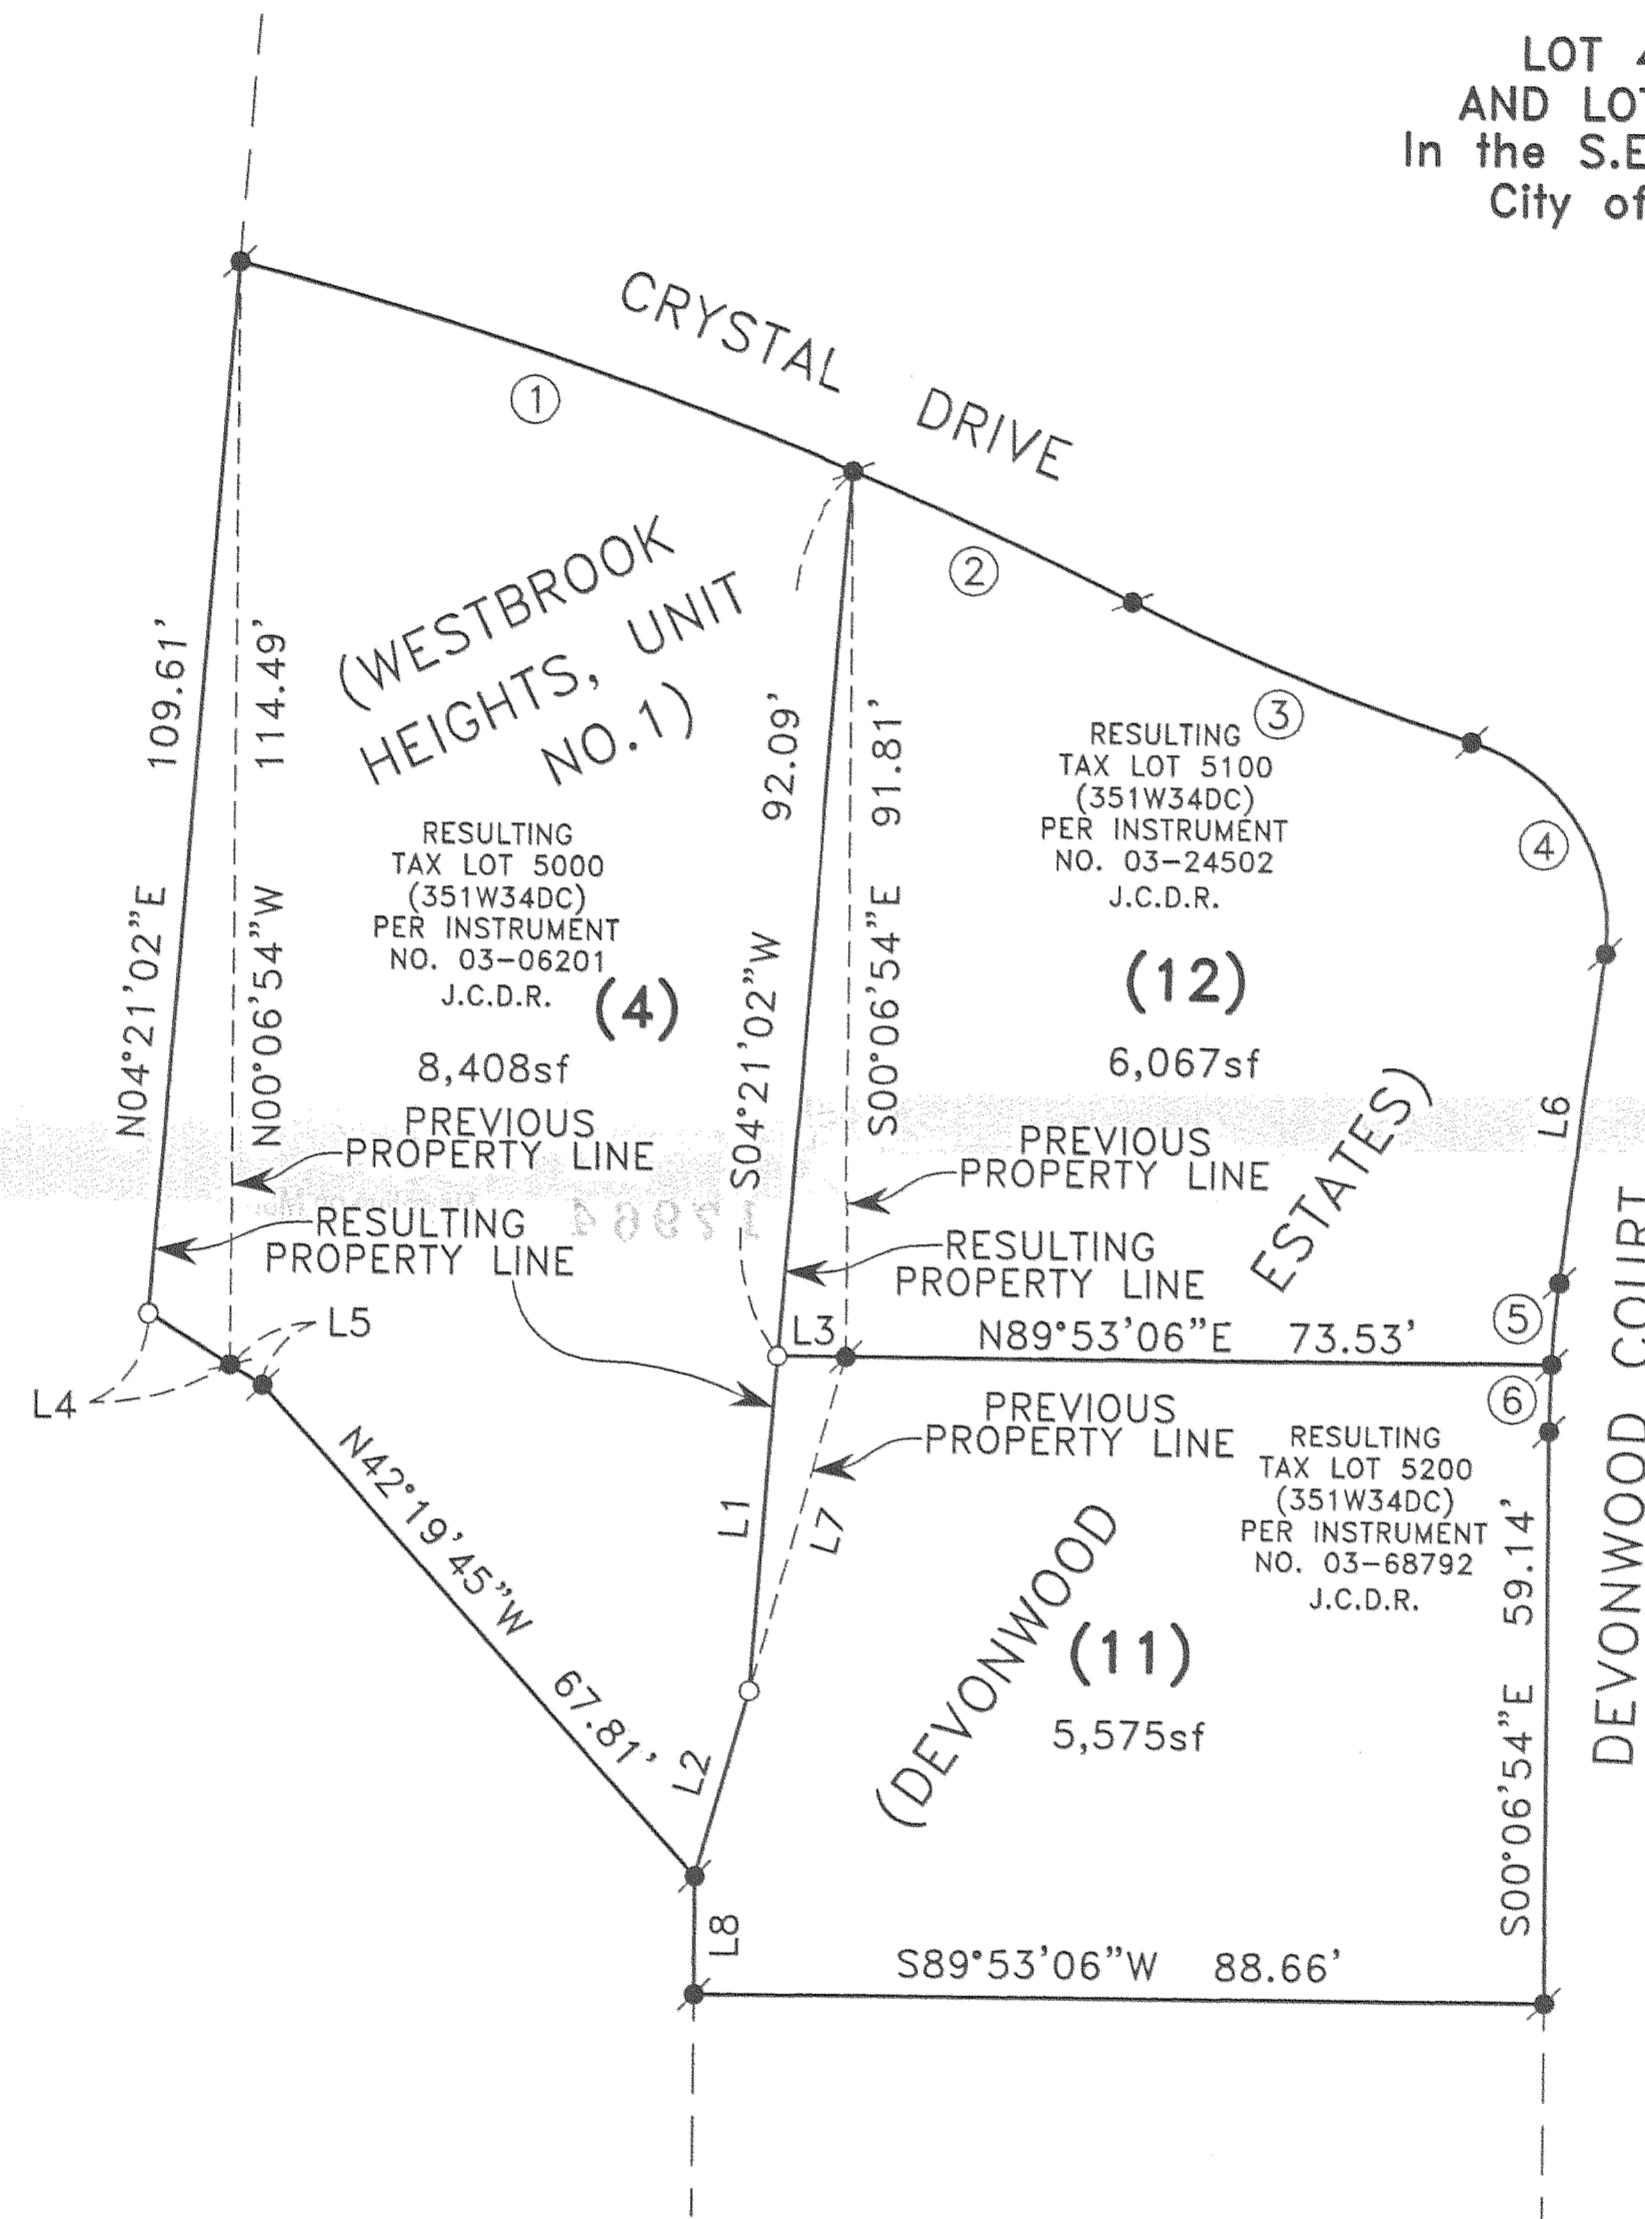 LOT 4
AND LOT
In the S.E
City of
CRYSTAL DRIVE
1
2
3
4
5
6
(WESTBROOK
HEIGHTS, UNIT
NO.1)
109.61'
N04°21'02"E
114.49'
N00°06'54"W
92.09'
S04°21'02"W
91.81'
S00°06'54"E
RESULTING
TAX LOT 5000
(351W34DC)
PER INSTRUMENT
NO. 03-06201
J.C.D.R.
(4)
8,408sf
PREVIOUS
PROPERTY LINE
RESULTING
PROPERTY LINE
RESULTING
TAX LOT 5100
(351W34DC)
PER INSTRUMENT
NO. 03-24502
J.C.D.R.
(12)
6,067sf
PREVIOUS
PROPERTY LINE
RESULTING
PROPERTY LINE
ESTATES)
L6
L3
N89°53'06"E 73.53'
L5
L4
N42°19'45"W 67.81'
L1
L7
L2
L8
PREVIOUS
PROPERTY LINE
RESULTING
TAX LOT 5200
(351W34DC)
PER INSTRUMENT
NO. 03-68792
J.C.D.R.
(DEVONWOOD
(11)
5,575sf
S00°06'54"E 59.14'
DEVONWOOD COURT
S89°53'06"W 88.66'